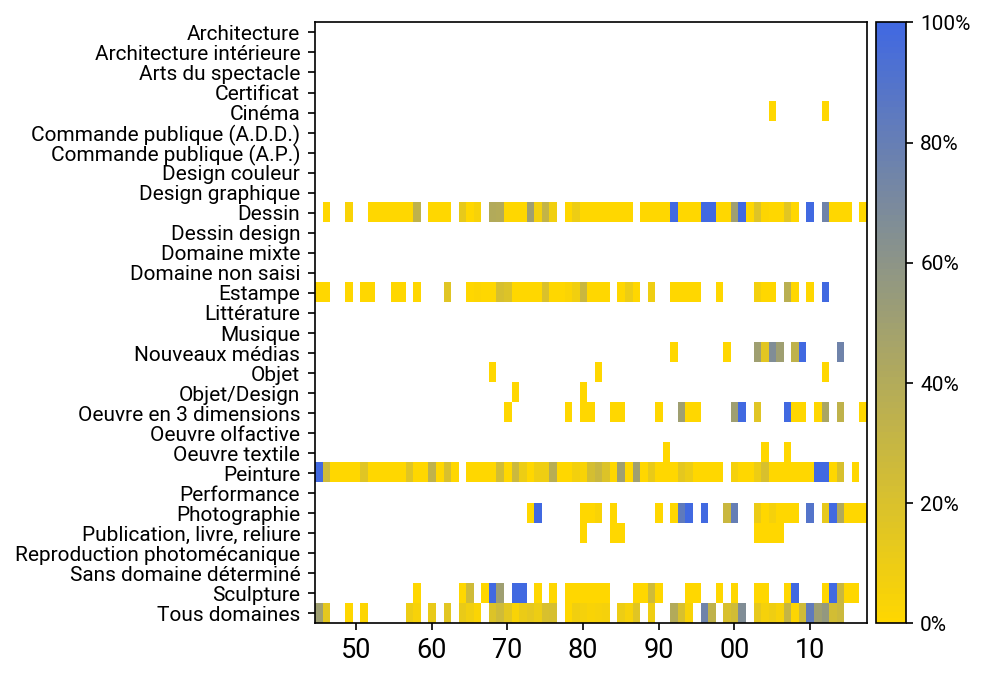 Architecture
Architecture intérieure
Arts du spectacle
Certificat
Cinéma
Commande publique (A.D.D.)
Commande publique (A.P.)
Design couleur
Design graphique
Dessin
Dessin design
Domaine mixte
Domaine non saisi
Estampe
Littérature
Musique
Nouveaux médias
Objet
Objet/Design
Oeuvre en 3 dimensions
Oeuvre olfactive
Oeuvre textile
Peinture
Performance
Photographie
Publication, livre, reliure
Reproduction photomécanique
Sans domaine déterminé
Sculpture
Tous domaines
50 60 70 80 90 00 10
100%
80%
60%
40%
20%
0%